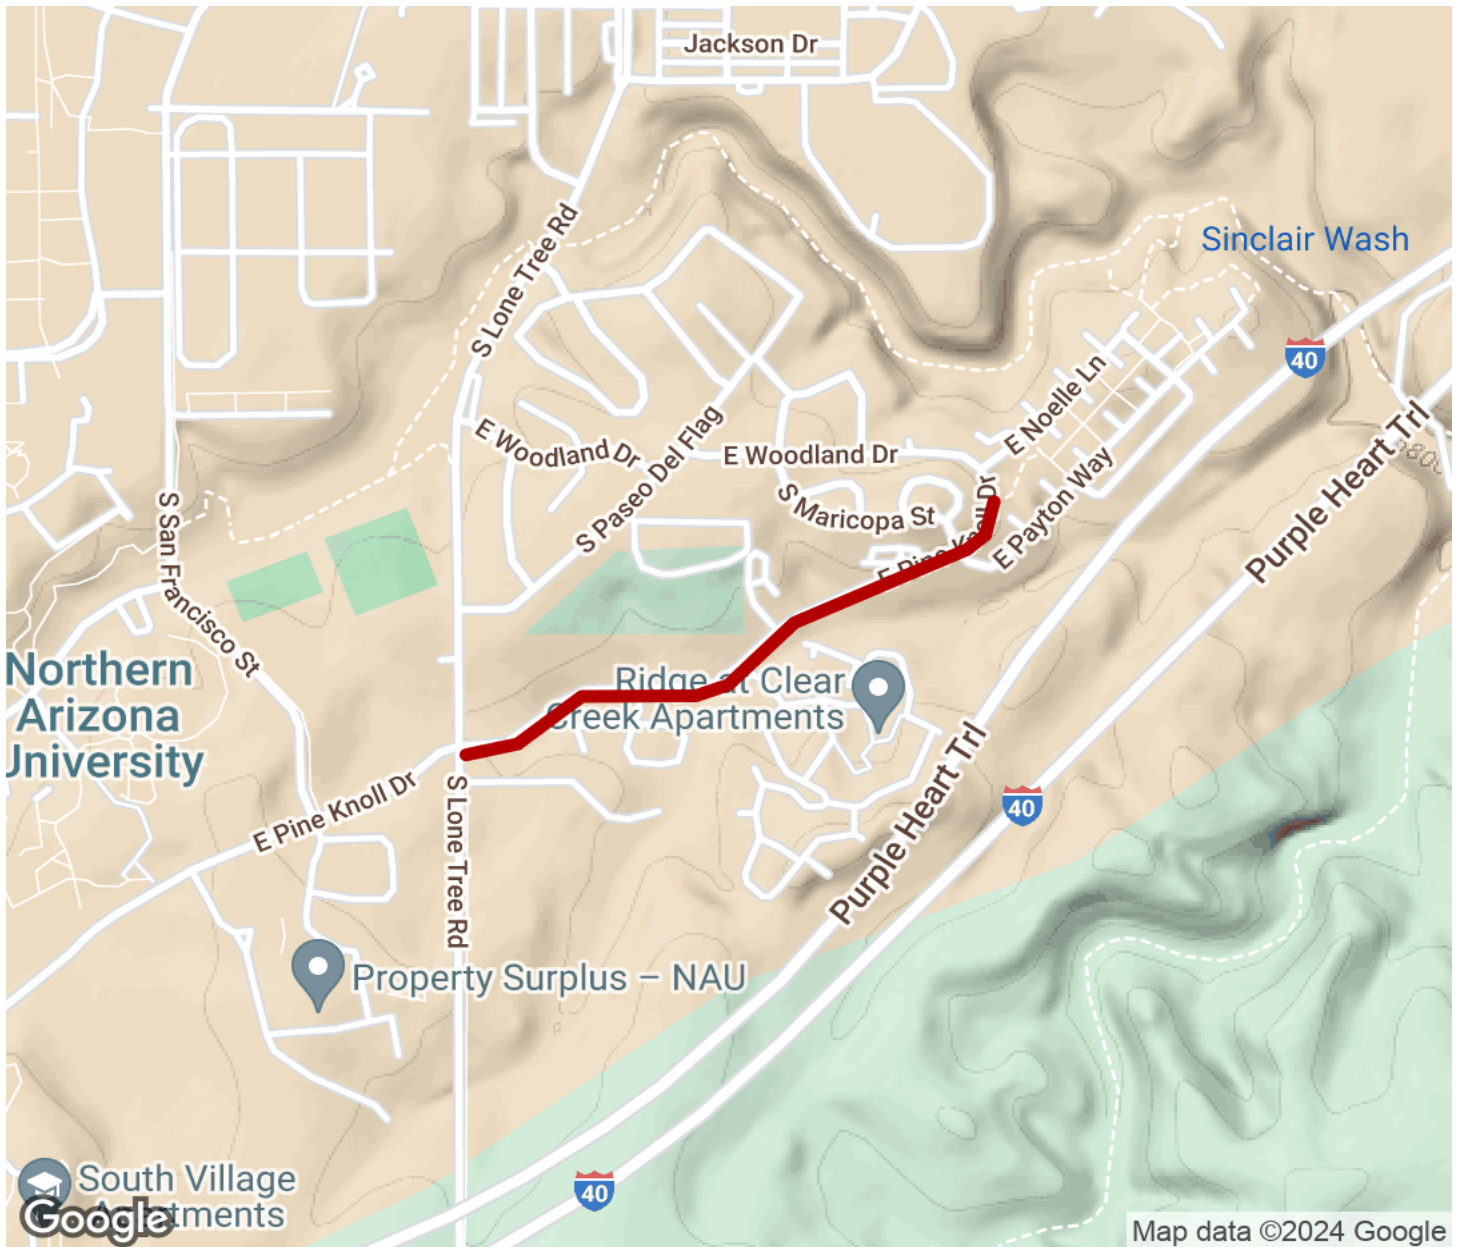 Jackson Dr
Sinclair Wash
S Lone Tree Rd
40
E Noelle Ln
E Woodland Dr
S Paseo Del Flag
E Woodland Dr
Purple Heart Trl
S San Francisco St
S Maricopa St
E Payton Way
Northern
Arizona
University
Ridge at Clear
Creek Apartments
E Pine Knoll Dr
E Pine Knoll Dr
S Lone Tree Rd
Purple Heart Trl
40
Property Surplus – NAU
South Village
Apartments
40
Google
Map data ©2024 Google